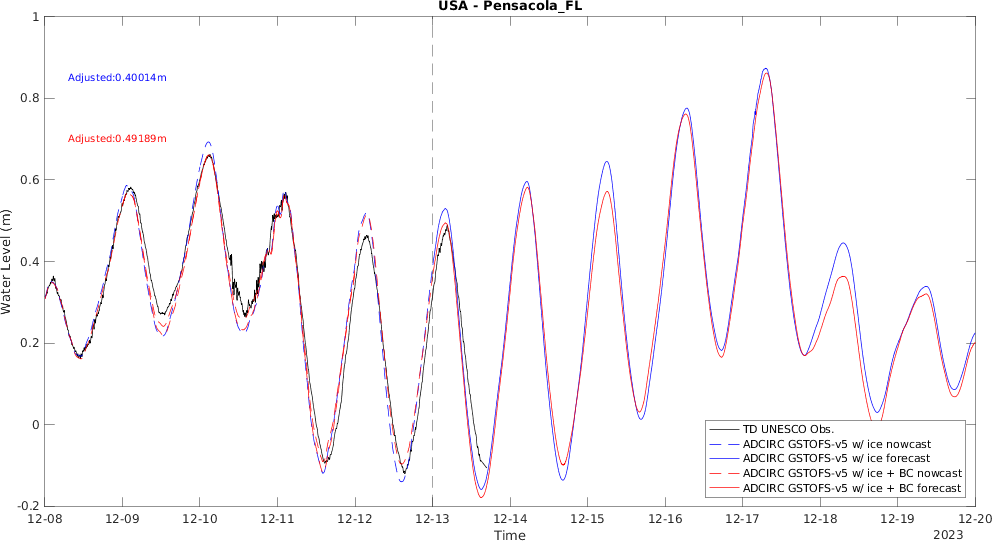 USA - Pensacola_FL
1
0.8
0.6
0.4
0.2
0
-0.2
Water Level (m)
Adjusted:0.40014m
Adjusted:0.49189m
TD UNESCO Obs.
ADCIRC GSTOFS-v5 w/ ice nowcast
ADCIRC GSTOFS-v5 w/ ice forecast
ADCIRC GSTOFS-v5 w/ ice + BC nowcast
ADCIRC GSTOFS-v5 w/ ice + BC forecast
12-08 12-09 12-10 12-11 12-12 12-13 12-14 12-15 12-16 12-17 12-18 12-19 12-20
Time
2023